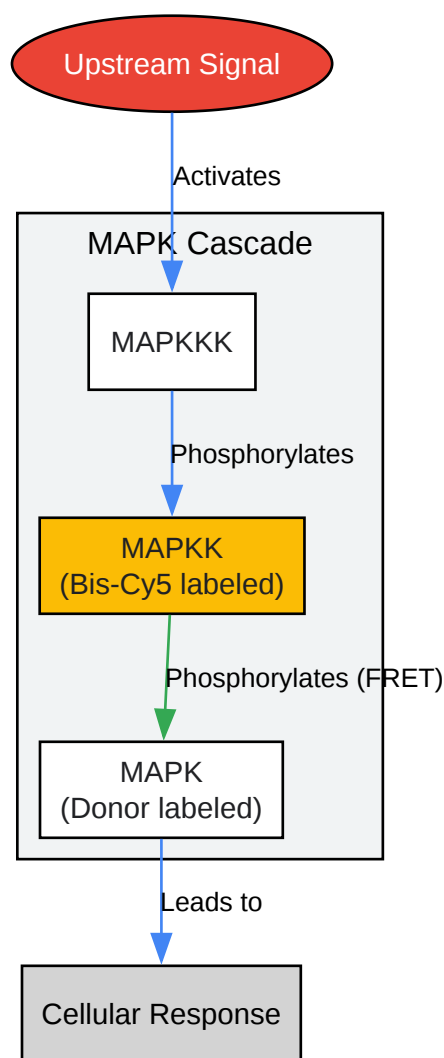 Upstream Signal
Activates
MAPK Cascade
MAPKKK
Phosphorylates
MAPKK
(Bis-Cy5 labeled)
Phosphorylates (FRET)
MAPK
(Donor labeled)
Leads to
Cellular Response